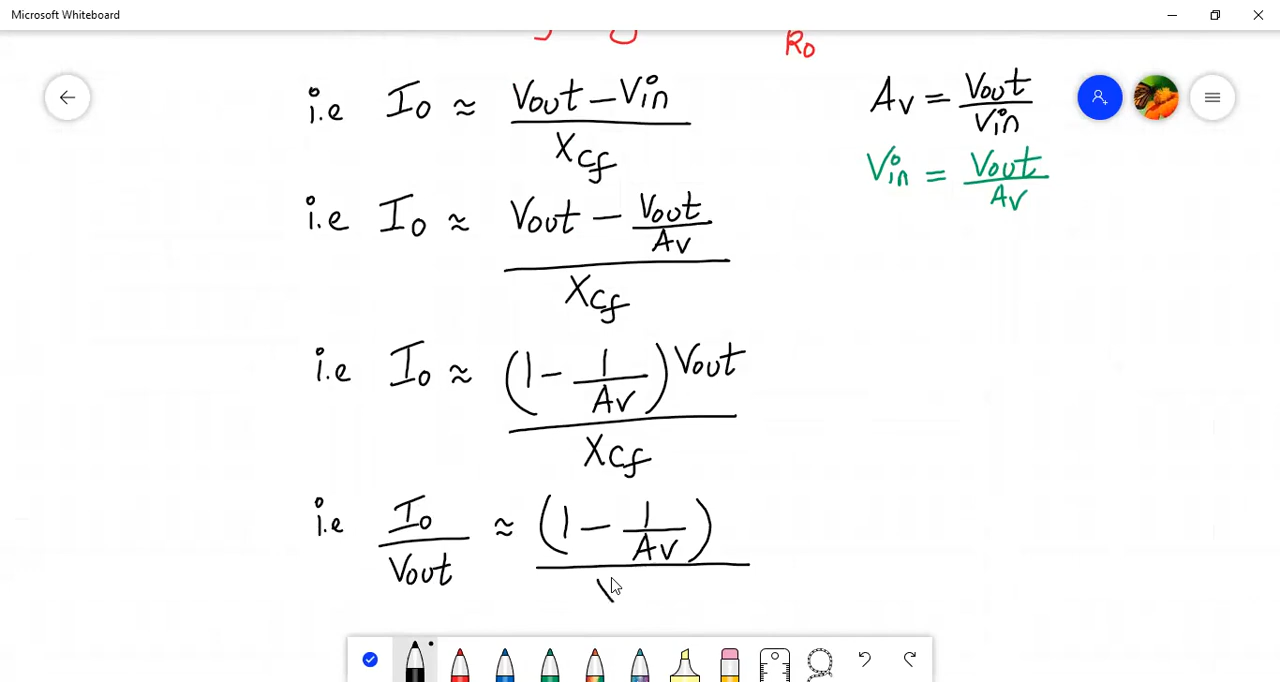 Microsoft Whiteboard
Ro
i.e Io ≈ (Vout - Vin) / XCf
Av = Vout / Vin
Vin = Vout / Av
i.e Io ≈ (Vout - Vout / Av) / XCf
i.e Io ≈ (1 - 1 / Av) Vout / XCf
i.e Io / Vout ≈ (1 - 1 / Av)